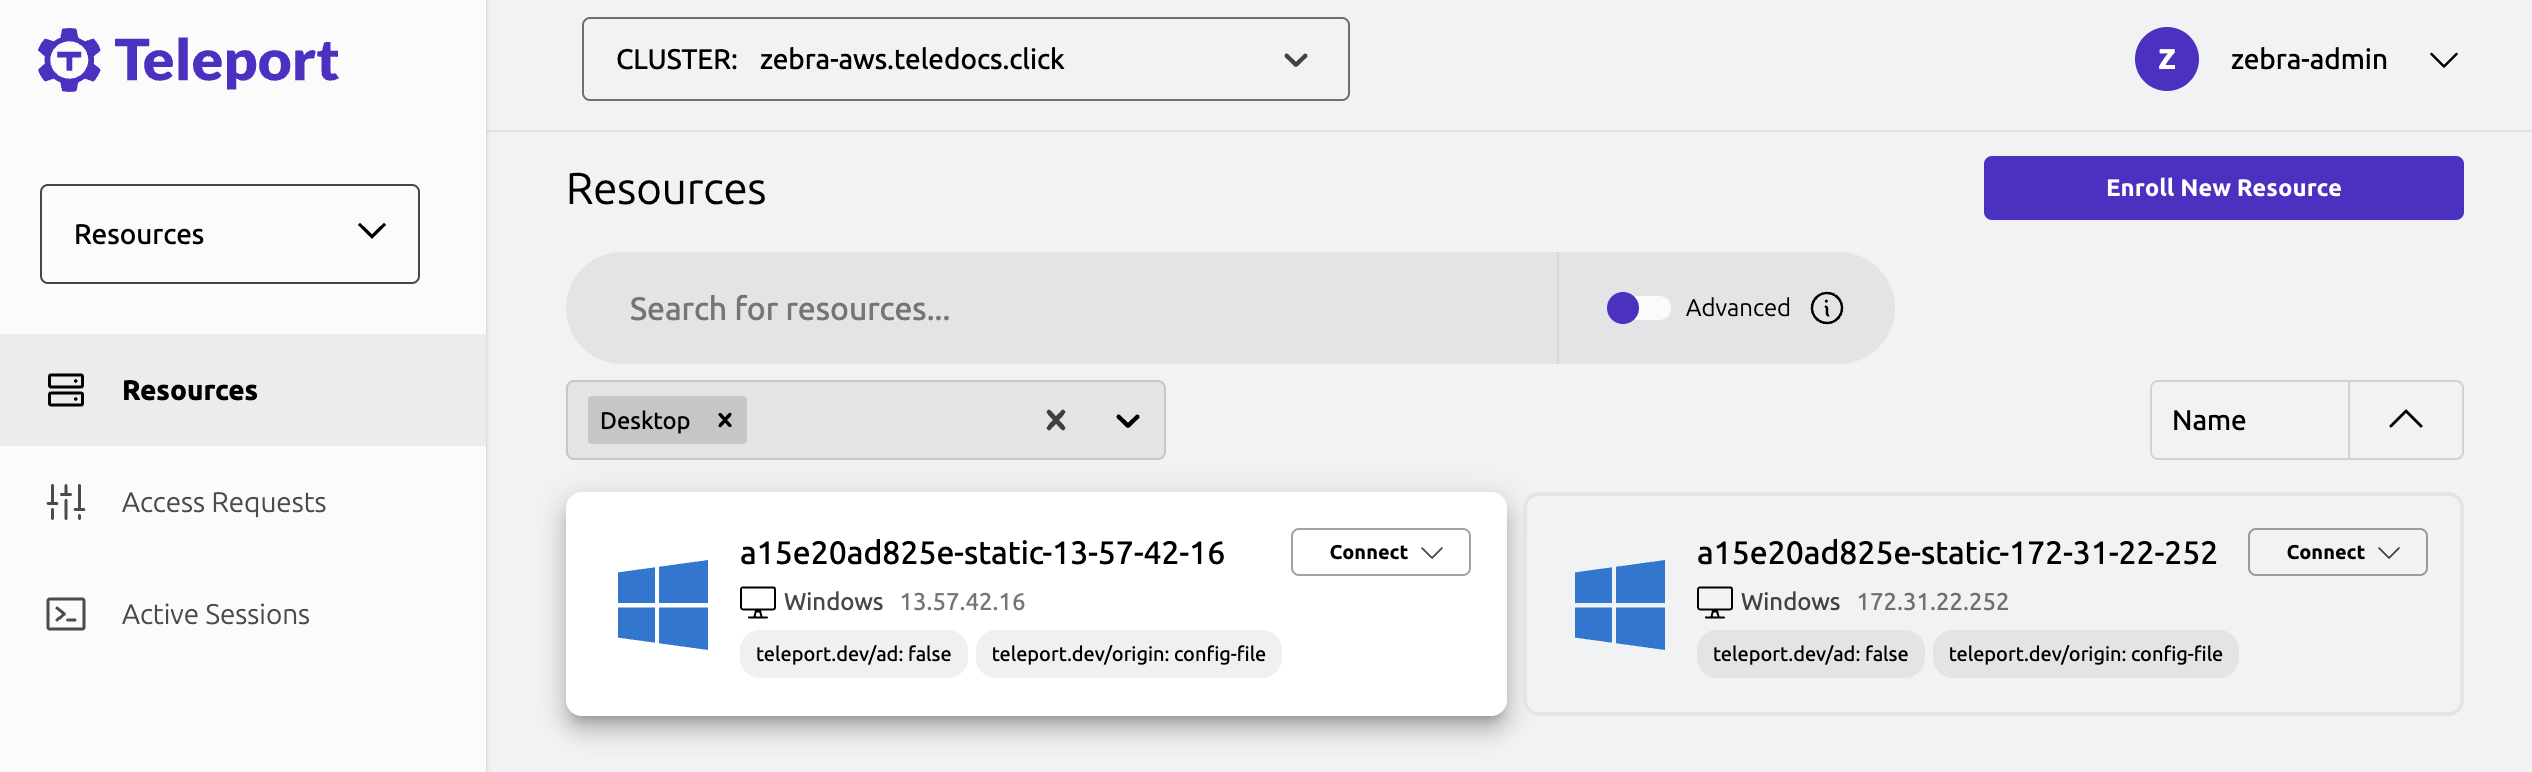 Teleport
CLUSTER: zebra-aws.teledocs.click
Z zebra-admin
Resources
Resources
Access Requests
Active Sessions
Resources
Enroll New Resource
Search for resources...
Advanced
Desktop
Name
a15e20ad825e-static-13-57-42-16
Connect
Windows 13.57.42.16
teleport.dev/ad: false teleport.dev/origin: config-file
a15e20ad825e-static-172-31-22-252
Connect
Windows 172.31.22.252
teleport.dev/ad: false teleport.dev/origin: config-file